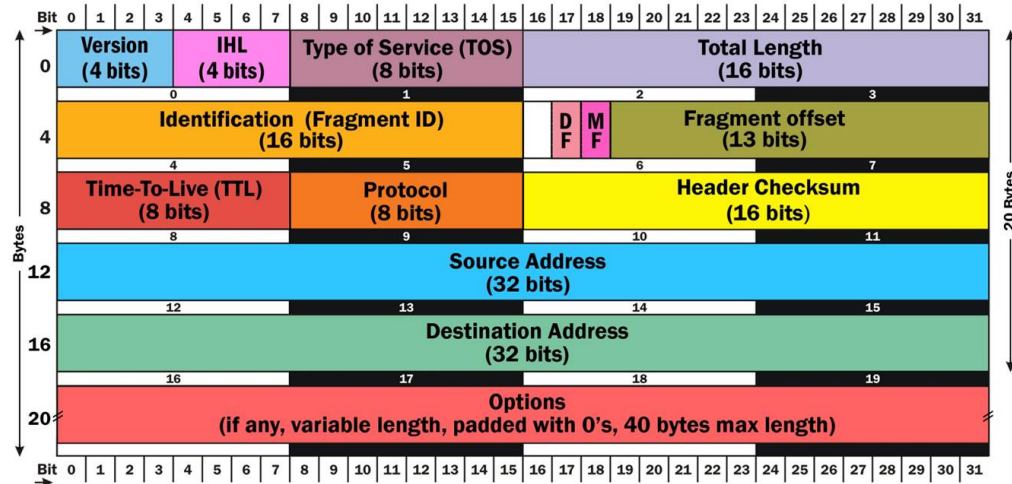 Bit 0 1 2 3 4 5 6 7 8 9 10 11 12 13 14 15 16 17 18 19 20 21 22 23 24 25 26 27 28 29 30 31
Version IHL Type of Service (TOS) Total Length
0 (4 bits) (4 bits) (8 bits) (16 bits)
0 1 2 3
Identification (Fragment ID) D M Fragment offset
4 (16 bits) F F (13 bits)
4 5 6 7
Time-To-Live (TTL) Protocol Header Checksum
8 (8 bits) (8 bits) (16 bits)
8 9 10 11
Source Address
12 (32 bits)
12 13 14 15
Destination Address
16 (32 bits)
16 17 18 19
Options
20 (if any, variable length, padded with 0's, 40 bytes max length)
Bit 0 1 2 3 4 5 6 7 8 9 10 11 12 13 14 15 16 17 18 19 20 21 22 23 24 25 26 27 28 29 30 31
Bytes
20 Bytes